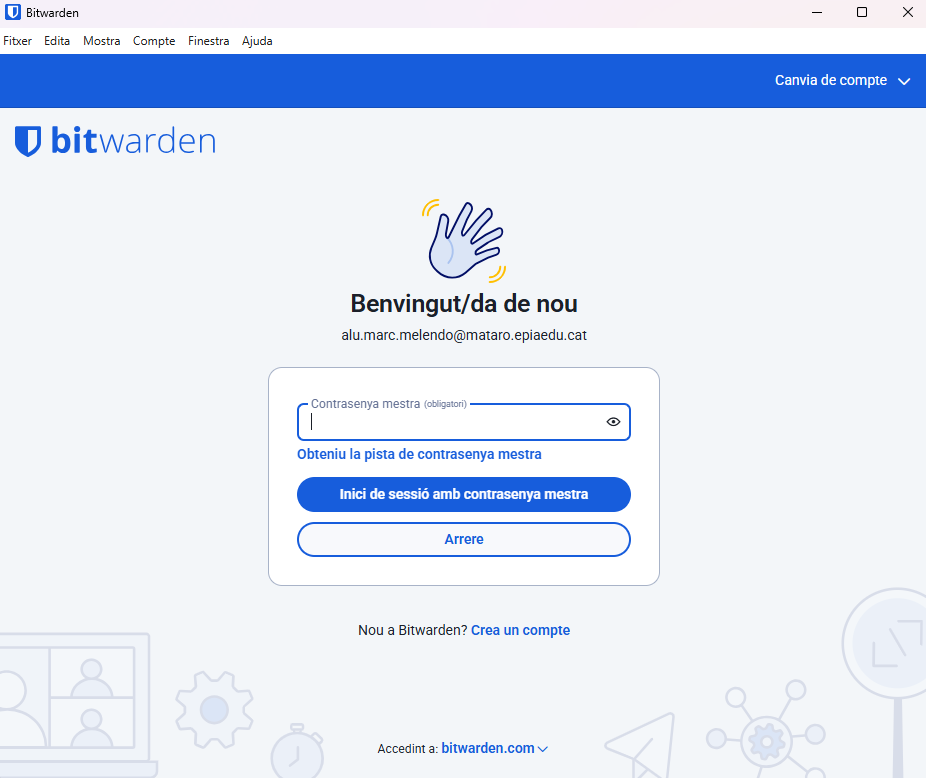 Bitwarden
Fitxer Edita Mostra Compte Finestra Ajuda
Canvia de compte
bitwarden
Benvingut/da de nou
alu.marc.melendo@mataro.epiaedu.cat
Contrasenya mestra (obligatori)
Obteniu la pista de contrasenya mestra
Inici de sessió amb contrasenya mestra
Arrere
Nou a Bitwarden? Crea un compte
Accedint a: bitwarden.com